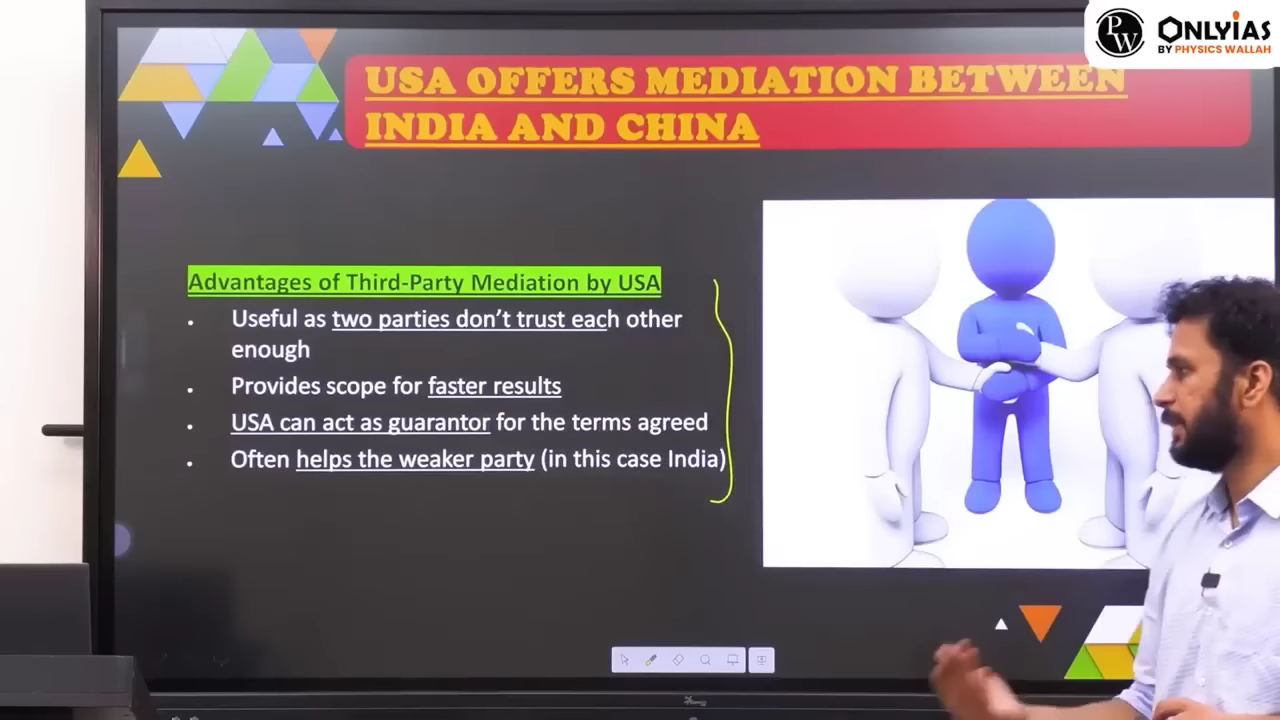 PW
ONLYIAS
BY PHYSICS WALLAH
USA OFFERS MEDIATION BETWEEN
INDIA AND CHINA
Advantages of Third-Party Mediation by USA
• Useful as two parties don't trust each other
enough
• Provides scope for faster results
• USA can act as guarantor for the terms agreed
• Often helps the weaker party (in this case India)